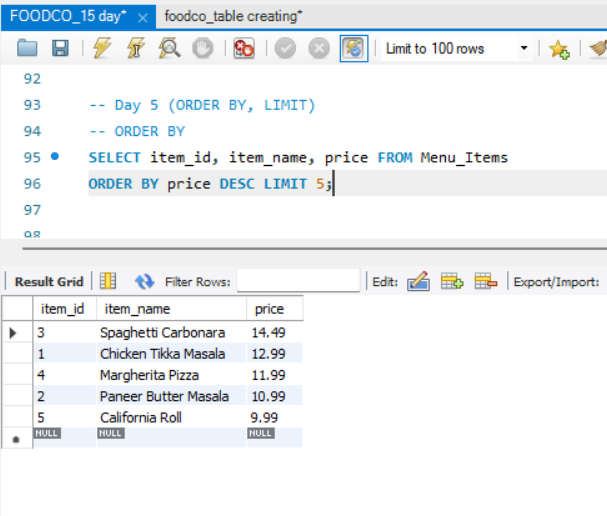 FOODCO_15 day* × foodco_table creating*
Limit to 100 rows
92
93 -- Day 5 (ORDER BY, LIMIT)
94 -- ORDER BY
95 SELECT item_id, item_name, price FROM Menu_Items
96 ORDER BY price DESC LIMIT 5;
97
98
Result Grid Filter Rows: Edit: Export/Import:
item_id item_name price
3 Spaghetti Carbonara 14.49
1 Chicken Tikka Masala 12.99
4 Margherita Pizza 11.99
2 Paneer Butter Masala 10.99
5 California Roll 9.99
NULL NULL NULL